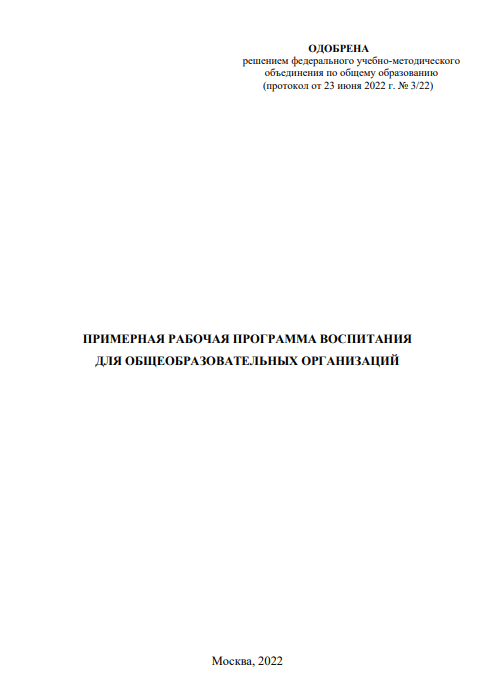 ОДОБРЕНА
решением федерального учебно-методического
объединения по общему образованию
(протокол от 23 июня 2022 г. № 3/22)
ПРИМЕРНАЯ РАБОЧАЯ ПРОГРАММА ВОСПИТАНИЯ
ДЛЯ ОБЩЕОБРАЗОВАТЕЛЬНЫХ ОРГАНИЗАЦИЙ
Москва, 2022